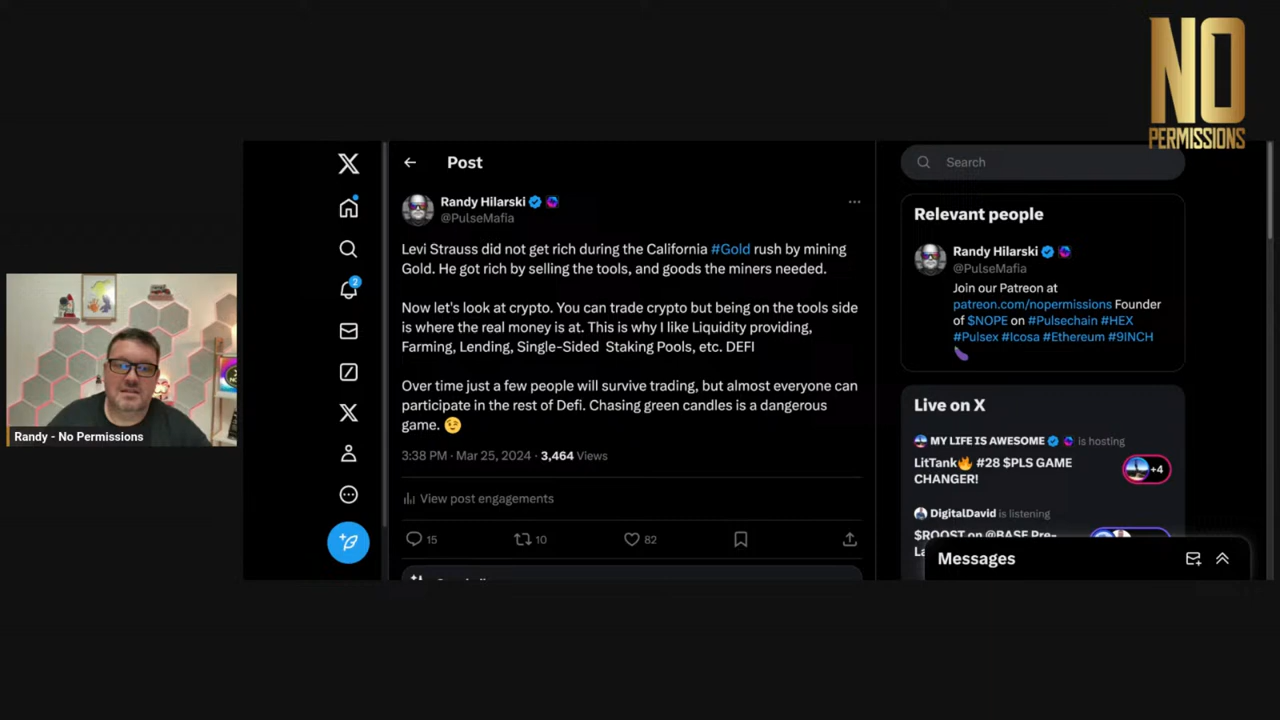 NO
PERMISSIONS
Randy - No Permissions
Post
Randy Hilarski
@PulseMafia
Levi Strauss did not get rich during the California #Gold rush by mining
Gold. He got rich by selling the tools, and goods the miners needed.
Now let's look at crypto. You can trade crypto but being on the tools side
is where the real money is at. This is why I like Liquidity providing,
Farming, Lending, Single-Sided Staking Pools, etc. DEFI
Over time just a few people will survive trading, but almost everyone can
participate in the rest of Defi. Chasing green candles is a dangerous
game. 😉
3:38 PM · Mar 25, 2024 · 3,464 Views
View post engagements
15 10 82
2
Search
Relevant people
Randy Hilarski
@PulseMafia
Join our Patreon at
patreon.com/nopermissions Founder
of $NOPE on #Pulsechain #HEX
#Pulsex #Icosa #Ethereum #9INCH
🍆
Live on X
MY LIFE IS AWESOME is hosting
LitTank🔥 #28 $PLS GAME
CHANGER!
+4
DigitalDavid is listening
$ROOST on @BASE Pre-
Messages